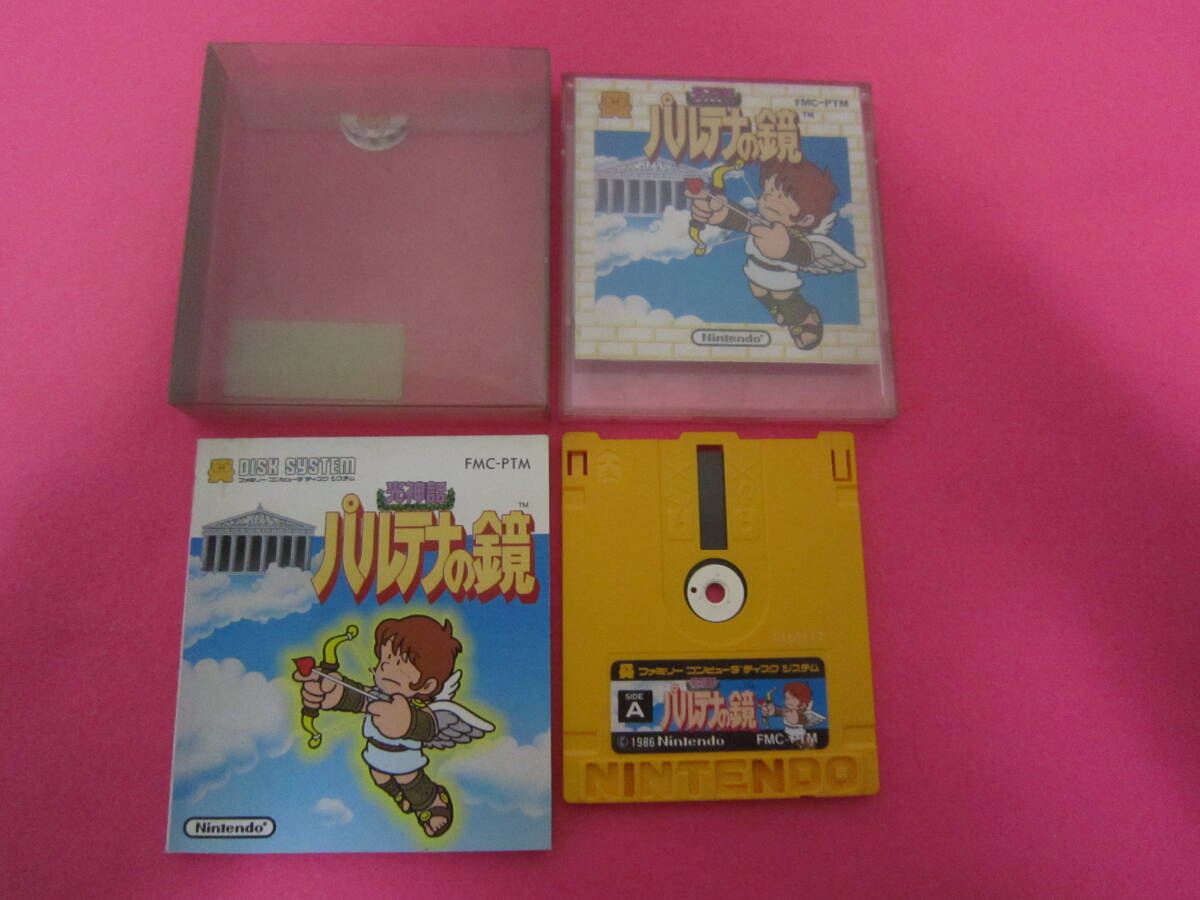 光神話
パルテナの鏡
FMC-PTM
TM
Nintendo
DISK SYSTEM
FMC-PTM
ファミリー コンピュータ ディスク システム
光神話
TM
パルテナの鏡
Nintendo
ファミリー コンピュータ ディスク システム
SIDE
A
光神話
パルテナの鏡
© 1986 Nintendo
FMC-PTM
NINTENDO